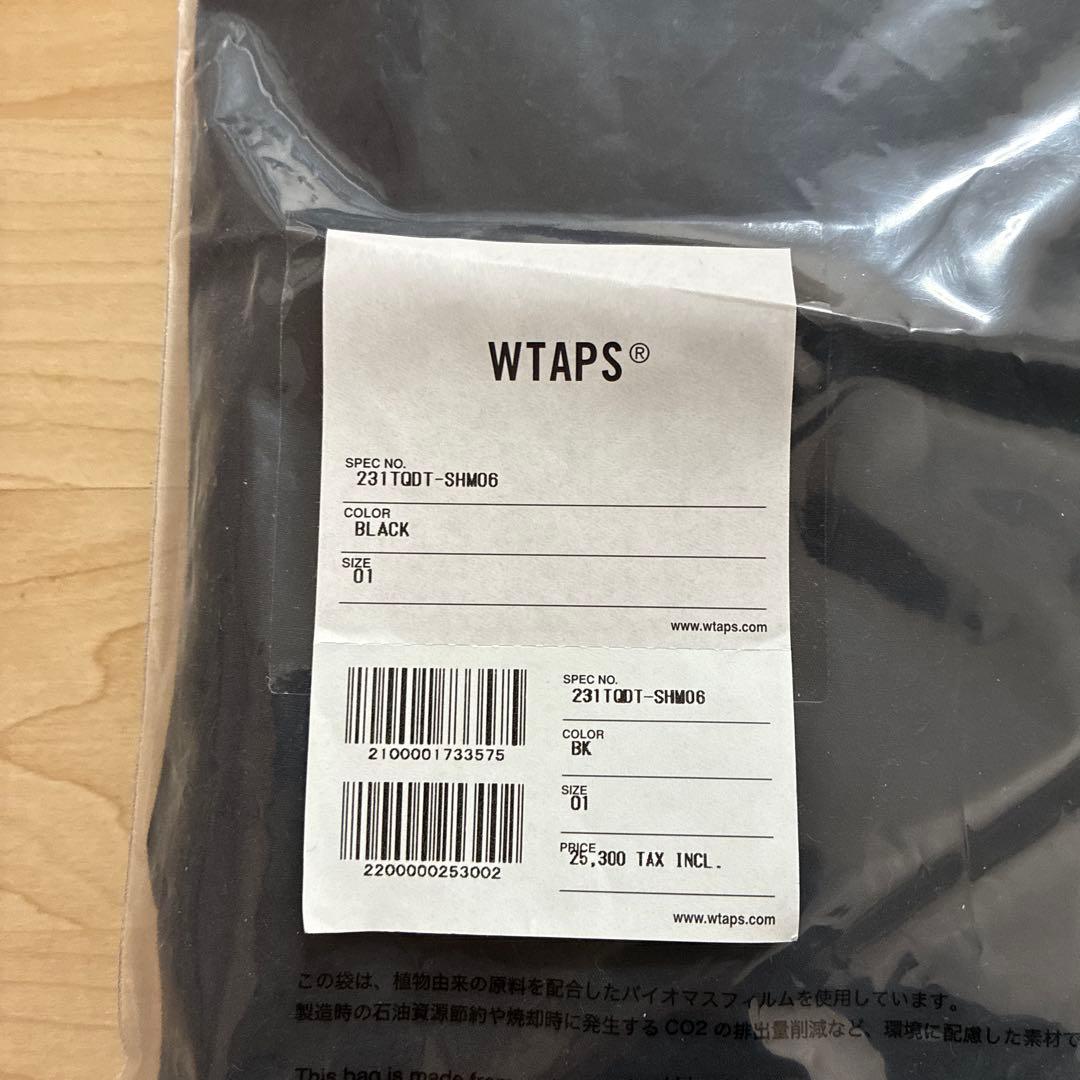 WTAPS®
SPEC NO.
231TQDT-SHM06
COLOR
BLACK
SIZE
01
www.wtaps.com
2100001733575
2200000253002
SPEC NO.
231TQDT-SHM06
COLOR
BK
SIZE
01
PRICE
25,300 TAX INCL.
www.wtaps.com
この袋は、植物由来の原料を配合したバイオマスフィルムを使用しています。
製造時の石油資源節約や焼却時に発生するCO2の排出量削減など、環境に配慮した素材で
This bag is made from